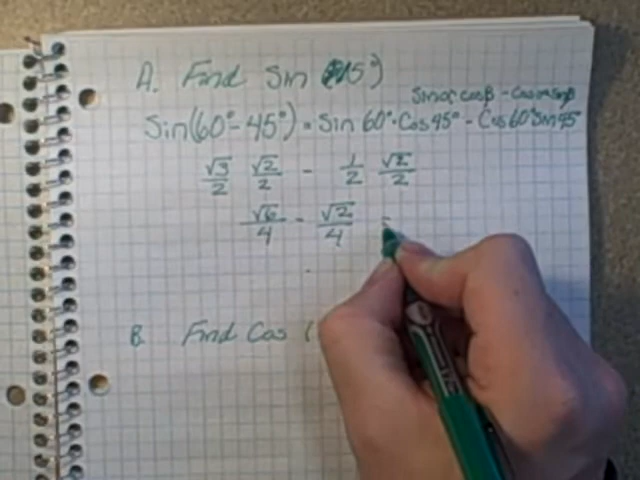 A. Find Sin (15°)
Sinα cosβ - Cosα sinβ
Sin(60° - 45°) = Sin 60° · Cos 45° - Cos 60° Sin 45°
√3/2 √2/2 - 1/2 √2/2
√6/4 - √2/4 =
B. Find Cos (